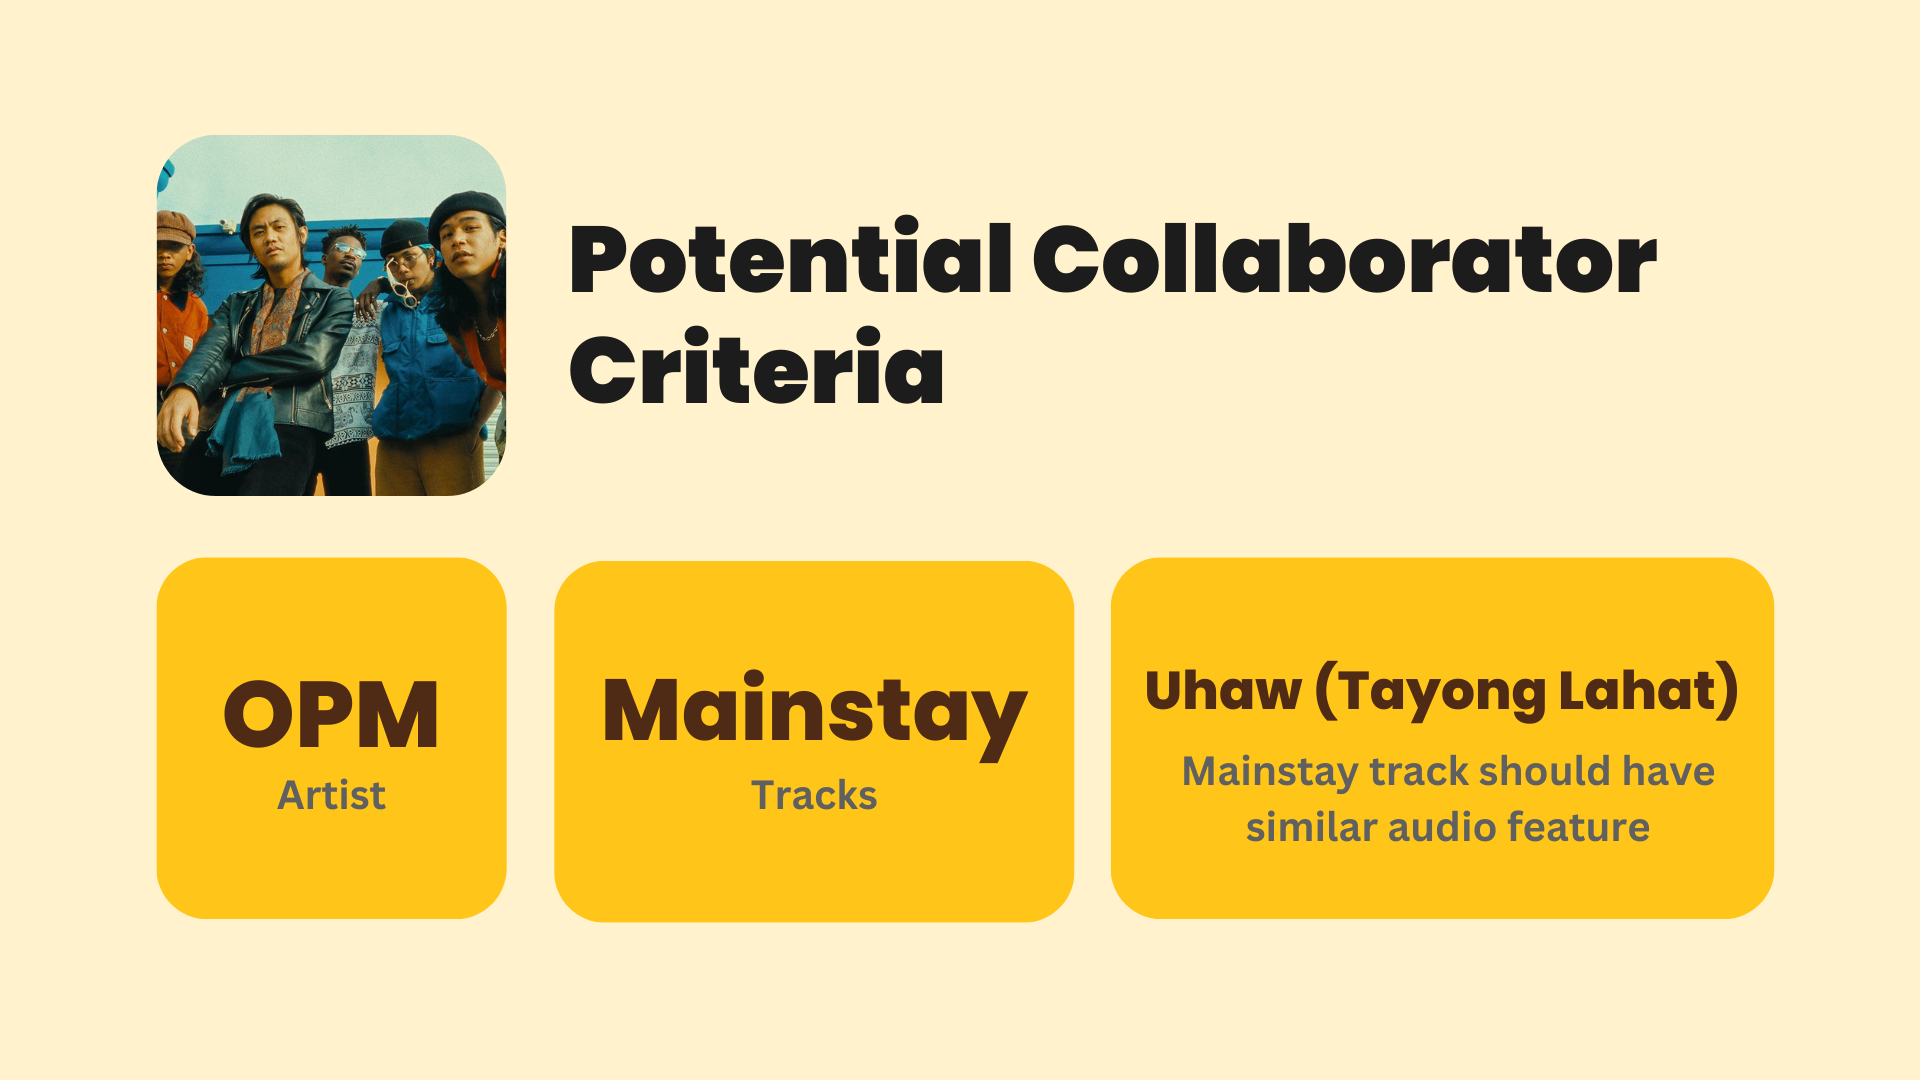 Potential Collaborator
Criteria
OPM
Artist
Mainstay
Tracks
Uhaw (Tayong Lahat)
Mainstay track should have
similar audio feature